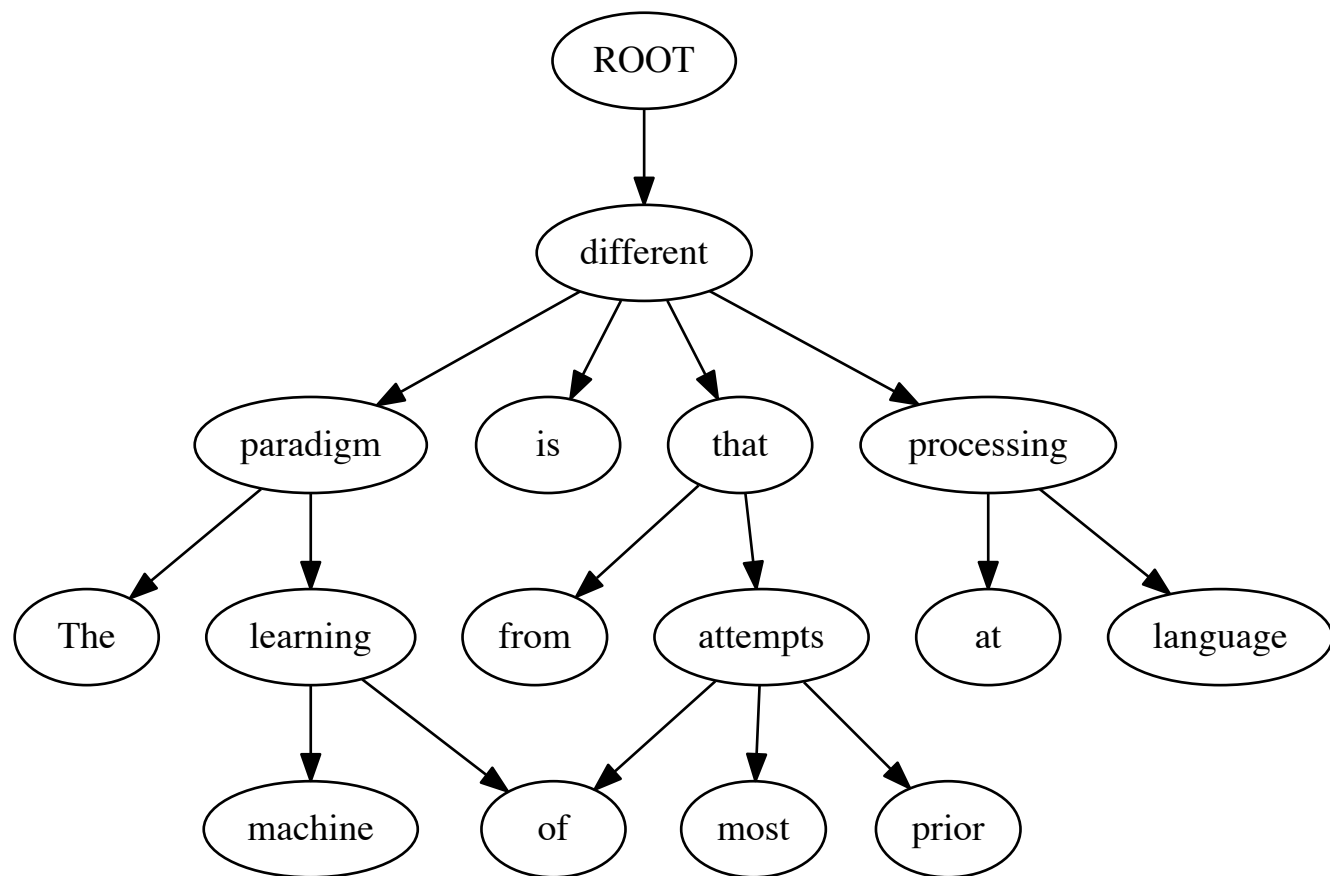 ROOT
different
paradigm is that processing
The learning from attempts at language
machine of most prior